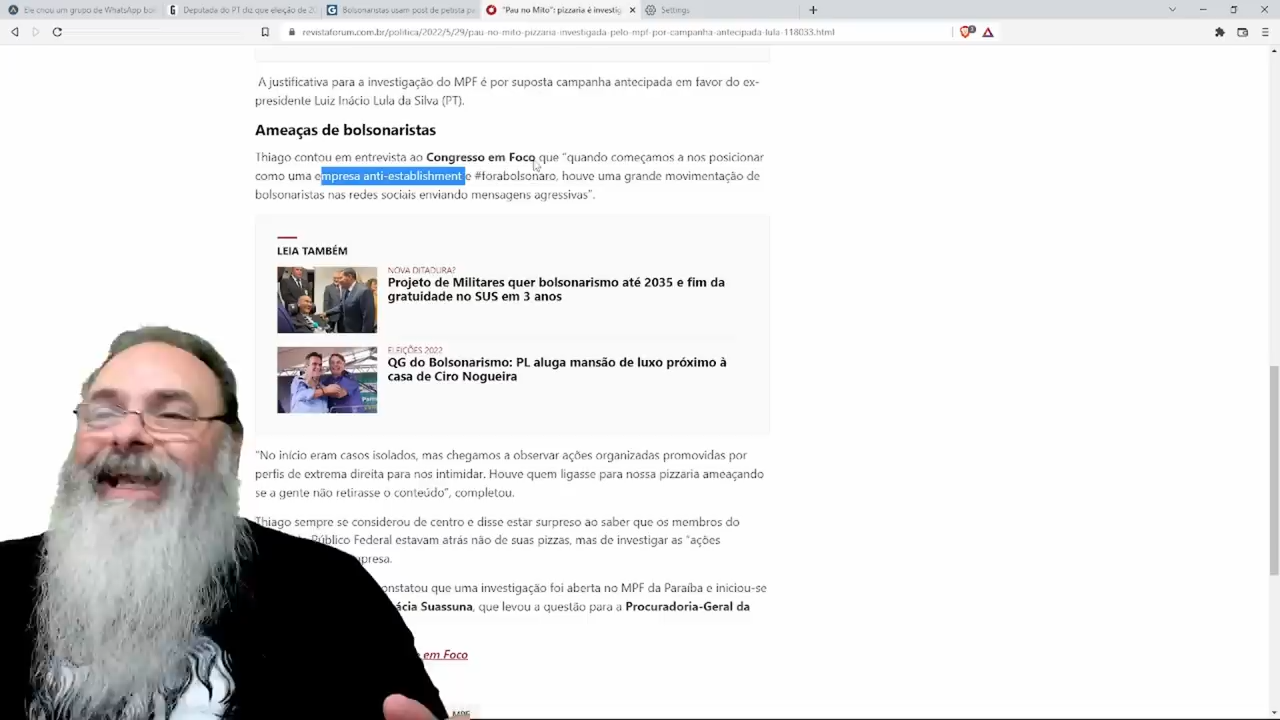 Ele criou um grupo de WhatsApp bol
Deputada do PT diz que eleição de 20
Bolsonaristas usam post de petista pa
"Pau no Mito": pizzaria é investig
Settings
revistaforum.com.br/politica/2022/5/29/pau-no-mito-pizzaria-investigada-pelo-mpf-por-campanha-antecipada-lula-118033.html
A justificativa para a investigação do MPF é por suposta campanha antecipada em favor do ex-
presidente Luiz Inácio Lula da Silva (PT).
Ameaças de bolsonaristas
Thiago contou em entrevista ao Congresso em Foco que “quando começamos a nos posicionar
como uma empresa anti-establishment e #forabolsonaro, houve uma grande movimentação de
bolsonaristas nas redes sociais enviando mensagens agressivas”.
LEIA TAMBÉM
NOVA DITADURA?
Projeto de Militares quer bolsonarismo até 2035 e fim da
gratuidade no SUS em 3 anos
ELEIÇÕES 2022
QG do Bolsonarismo: PL aluga mansão de luxo próximo à
casa de Ciro Nogueira
“No início eram casos isolados, mas chegamos a observar ações organizadas promovidas por
perfis de extrema direita para nos intimidar. Houve quem ligasse para nossa pizzaria ameaçando
se a gente não retirasse o conteúdo”, completou.
Thiago sempre se considerou de centro e disse estar surpreso ao saber que os membros do
Público Federal estavam atrás não de suas pizzas, mas de investigar as “ações
presa.
onstatou que uma investigação foi aberta no MPF da Paraíba e iniciou-se
ácia Suassuna, que levou a questão para a Procuradoria-Geral da
em Foco
MPF